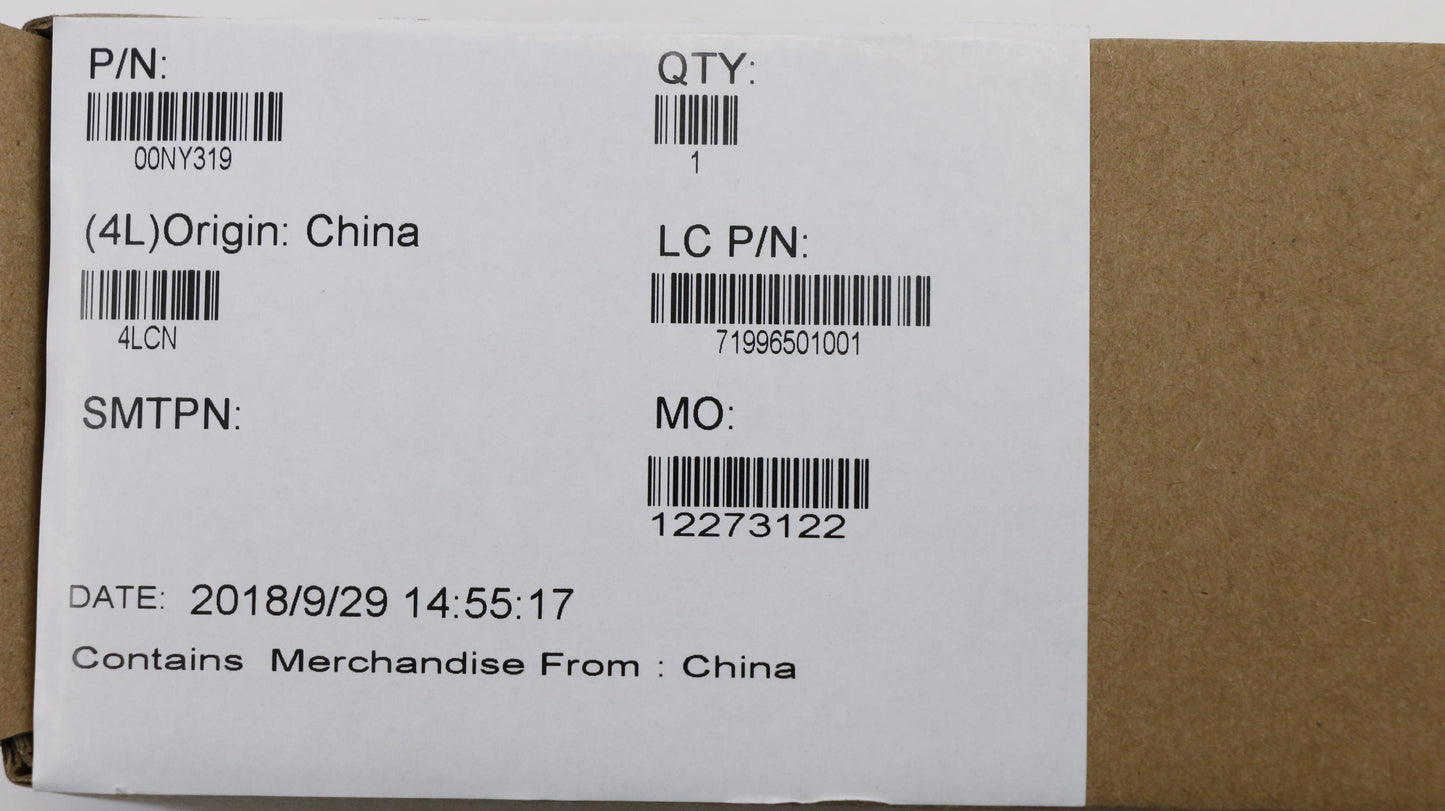 P/N:
00NY319
QTY:
1
(4L)Origin: China
4LCN
LC P/N:
71996501001
SMTPN:
MO:
12273122
DATE: 2018/9/29 14:55:17
Contains Merchandise From : China